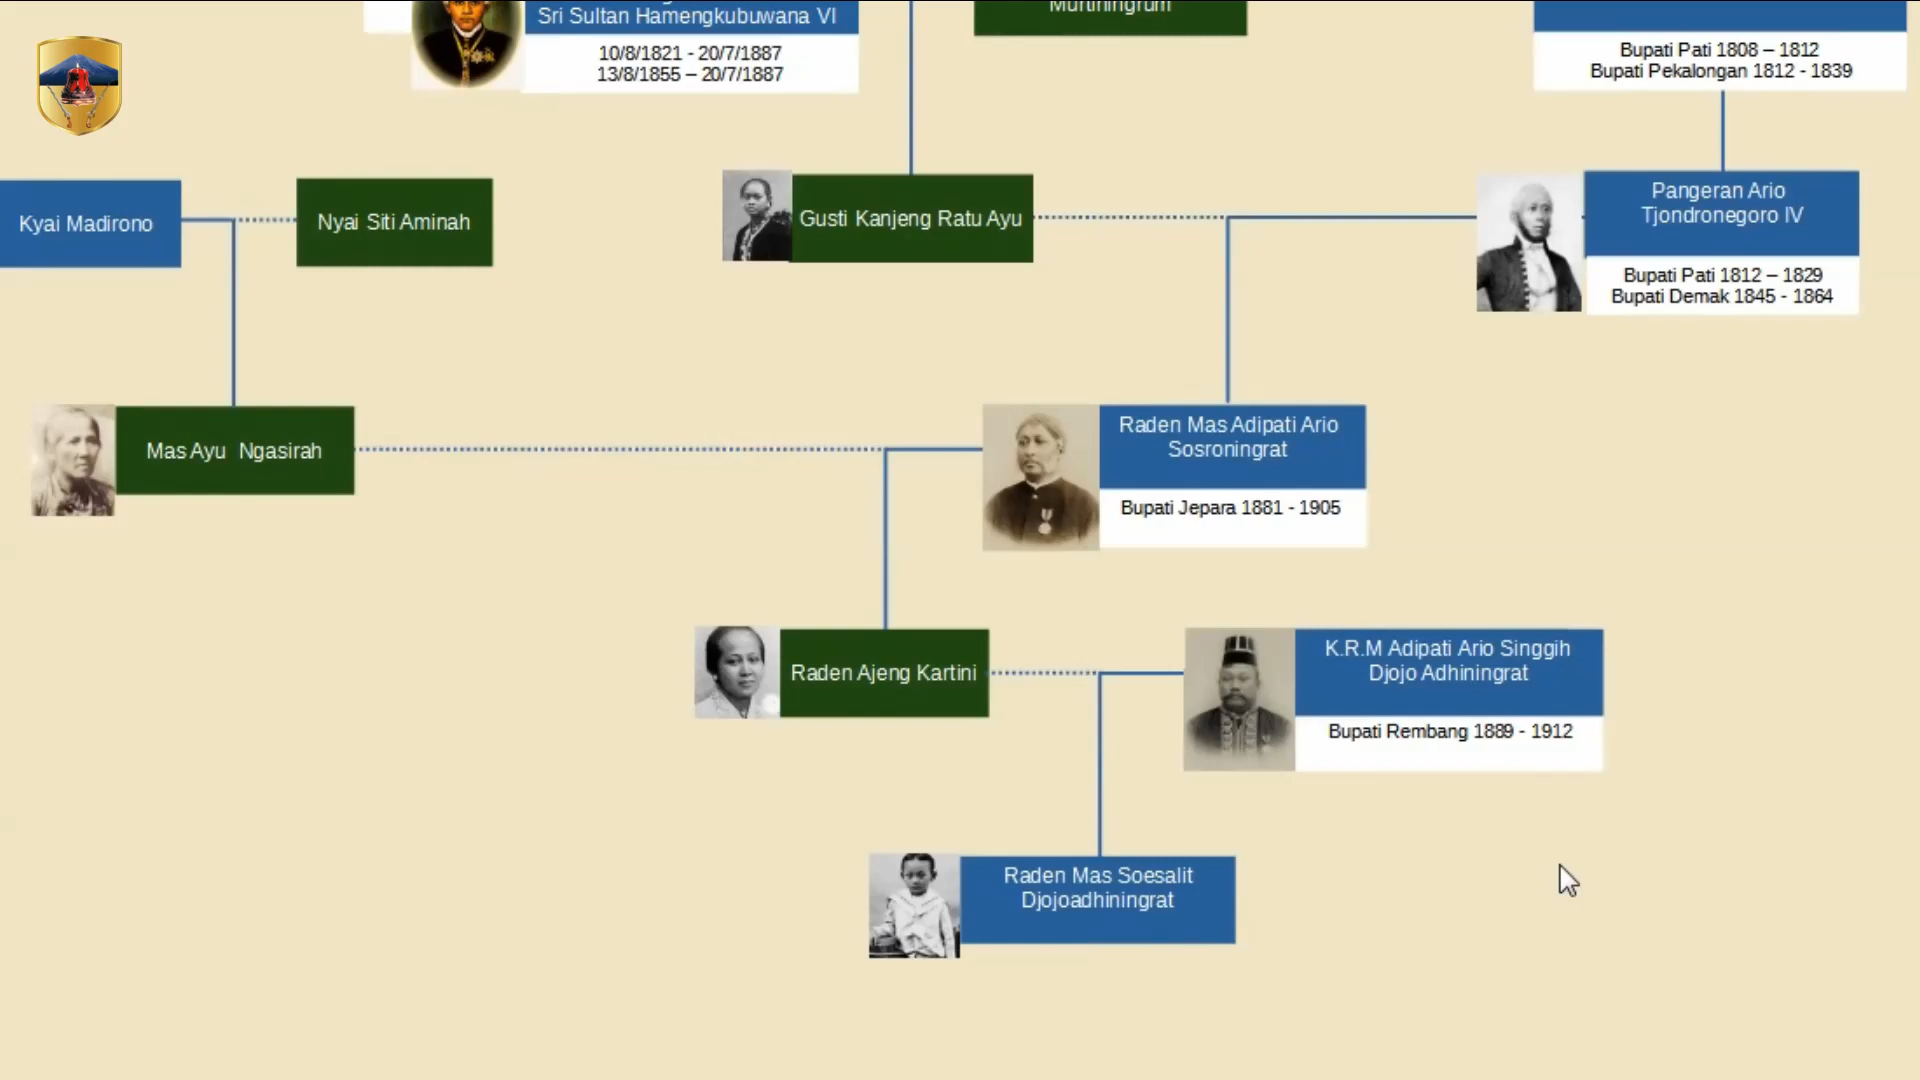 Sri Sultan Hamengkubuwana VI
10/8/1821 - 20/7/1887
13/8/1855 – 20/7/1887
Murtiningrum
Bupati Pati 1808 – 1812
Bupati Pekalongan 1812 - 1839
Kyai Madirono
Nyai Siti Aminah
Gusti Kanjeng Ratu Ayu
Pangeran Ario
Tjondronegoro IV
Bupati Pati 1812 – 1829
Bupati Demak 1845 - 1864
Mas Ayu  Ngasirah
Raden Mas Adipati Ario
Sosroningrat
Bupati Jepara 1881 - 1905
Raden Ajeng Kartini
K.R.M Adipati Ario Singgih
Djojo Adhiningrat
Bupati Rembang 1889 - 1912
Raden Mas Soesalit
Djojoadhiningrat